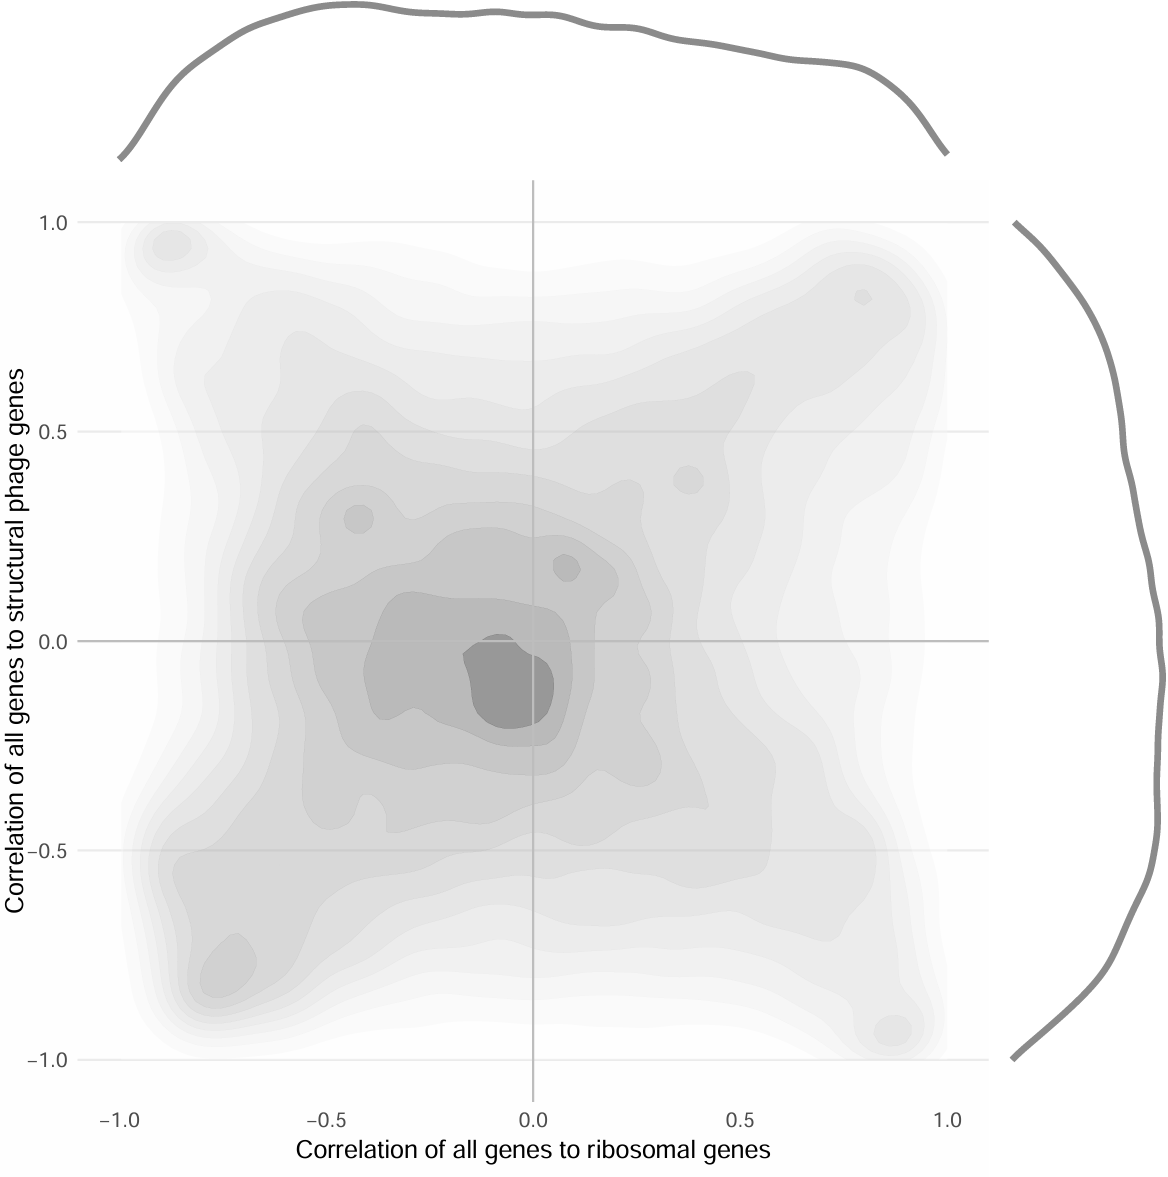 1.0
0.5
0.0
−0.5
−1.0
Correlation of all genes to structural phage genes
−1.0 −0.5 0.0 0.5 1.0
Correlation of all genes to ribosomal genes